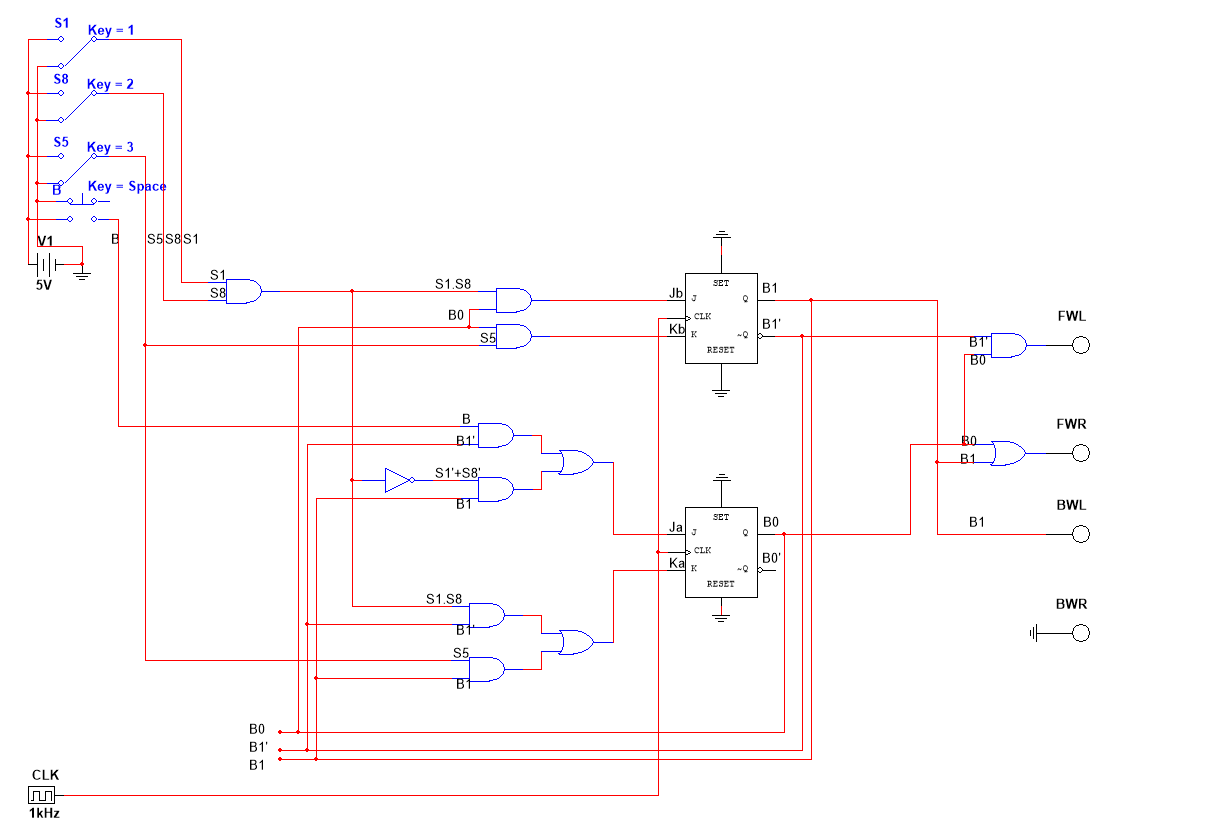 S1
Key = 1
S8
Key = 2
S5
Key = 3
B
Key = Space
B
S5
S8
S1
V1
5V
S1
S8
S1.S8
B0
S5
Jb
Kb
SET
J
Q
CLK
K
~Q
RESET
B1
B1'
FWL
B1'
B0
FWR
B0
B1
BWL
B1
BWR
B
B1'
S1'+S8'
B1
Ja
Ka
SET
J
Q
CLK
K
~Q
RESET
B0
B0'
S1.S8
B1'
S5
B1
B0
B1'
B1
CLK
1kHz